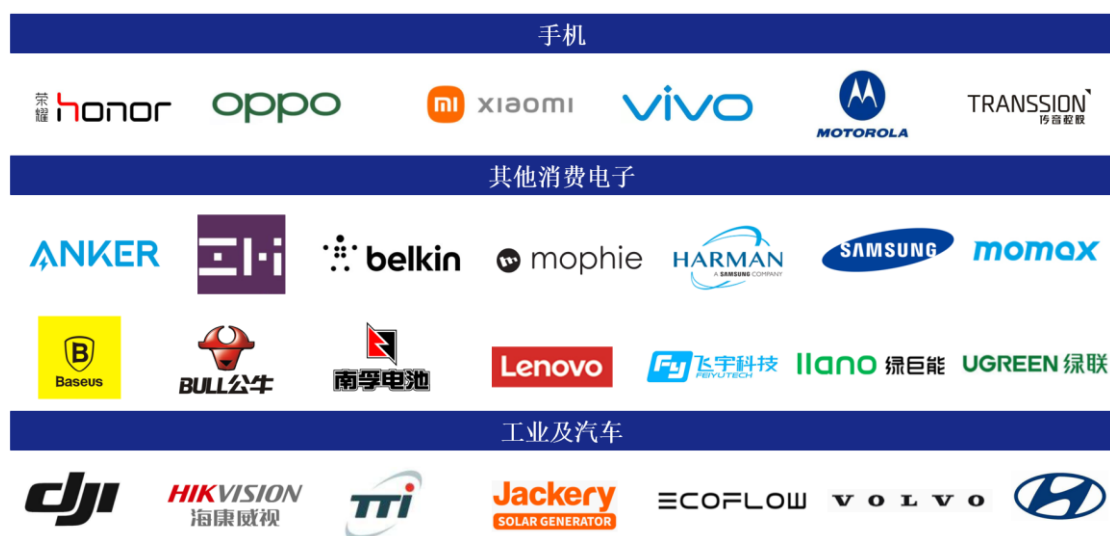 手机
荣耀 honor
oppo
mi xiaomi
vivo
MOTOROLA
TRANSSION
传音控股
其他消费电子
ANKER
belkin
mophie
HARMAN
A SAMSUNG COMPANY
SAMSUNG
momax
B
Baseus
BULL公牛
南孚电池
Lenovo
Fy 飞宇科技
FEIYUTECH
llano 绿巨能
UGREEN 绿联
工业及汽车
dji
HIKVISION
海康威视
TTi
Jackery
SOLAR GENERATOR
ECOFLOW
VOLVO